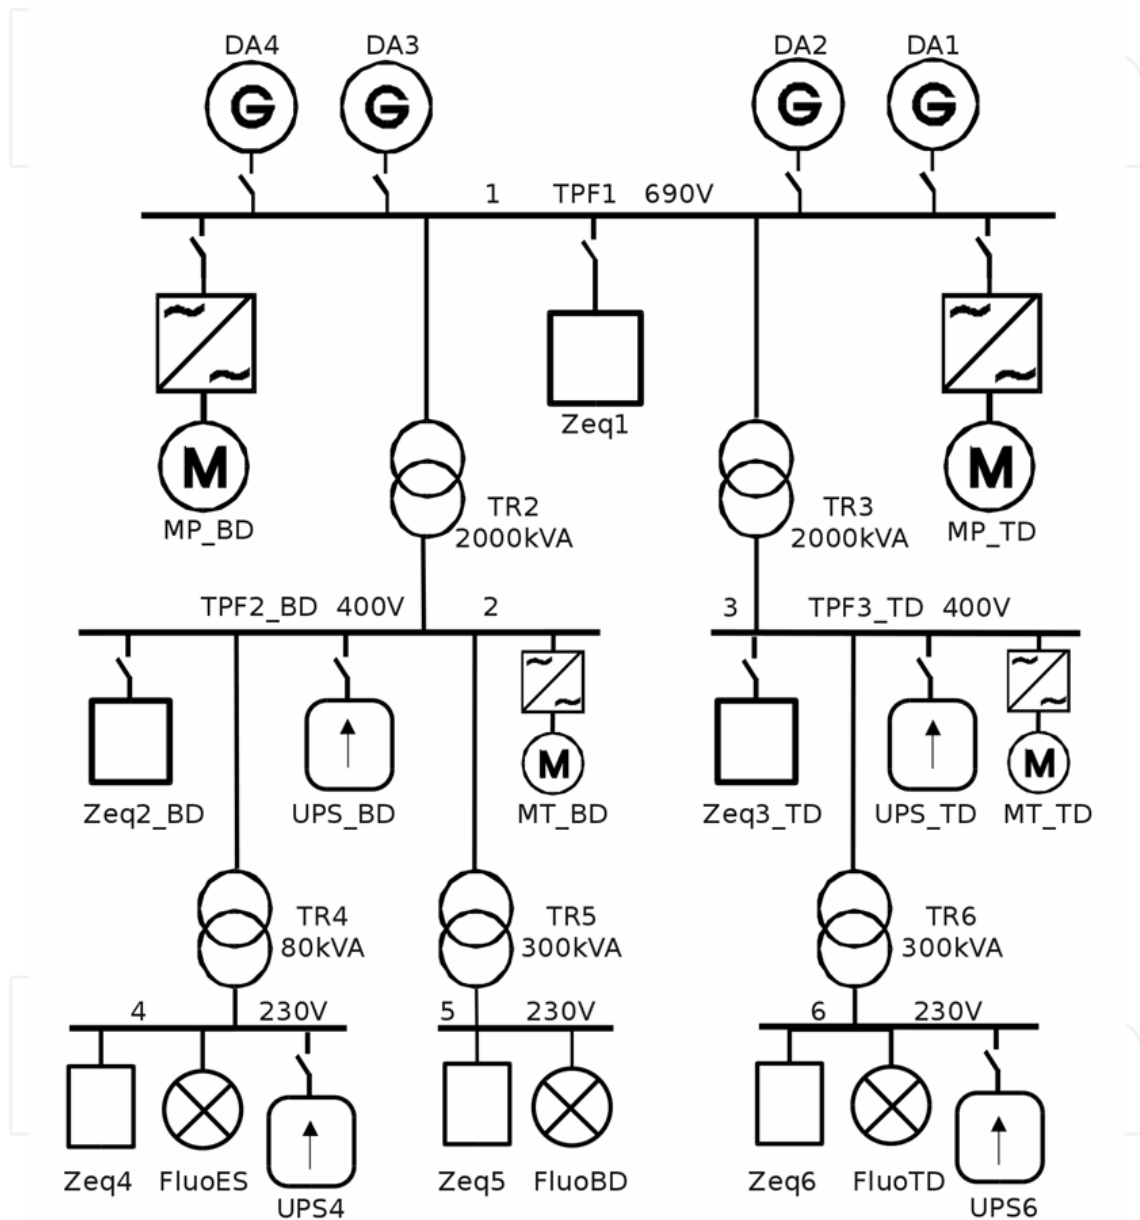 DA4 DA3 DA2 DA1
G G G G
1 TPF1 690V
Zeq1
M M
MP_BD MP_TD
TR2 TR3
2000kVA 2000kVA
TPF2_BD 400V 2 3 TPF3_TD 400V
M M
Zeq2_BD UPS_BD MT_BD Zeq3_TD UPS_TD MT_TD
TR4 TR5 TR6
80kVA 300kVA 300kVA
4 230V 5 230V 6 230V
Zeq4 FluoES Zeq5 FluoBD Zeq6 FluoTD
UPS4 UPS6